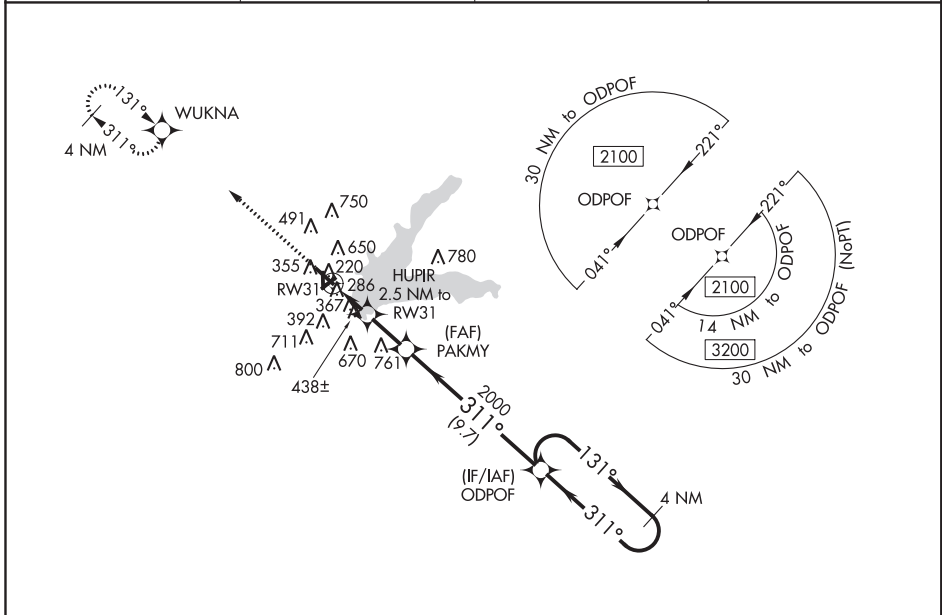 131°
WUKNA
311°
4 NM
30 NM to ODPOF
2100
221°
ODPOF
041°
221°
ODPOF
2100
041°
14 NM to ODPOF
3200
30 NM to ODPOF (NoPT)
750
491
650
780
355
220
HUPIR
RW31
286
2.5 NM to
367
RW31
392
(FAF)
711
PAKMY
670
761
800
438±
2000
311°
(9.7)
(IF/IAF)
ODPOF
131°
4 NM
311°